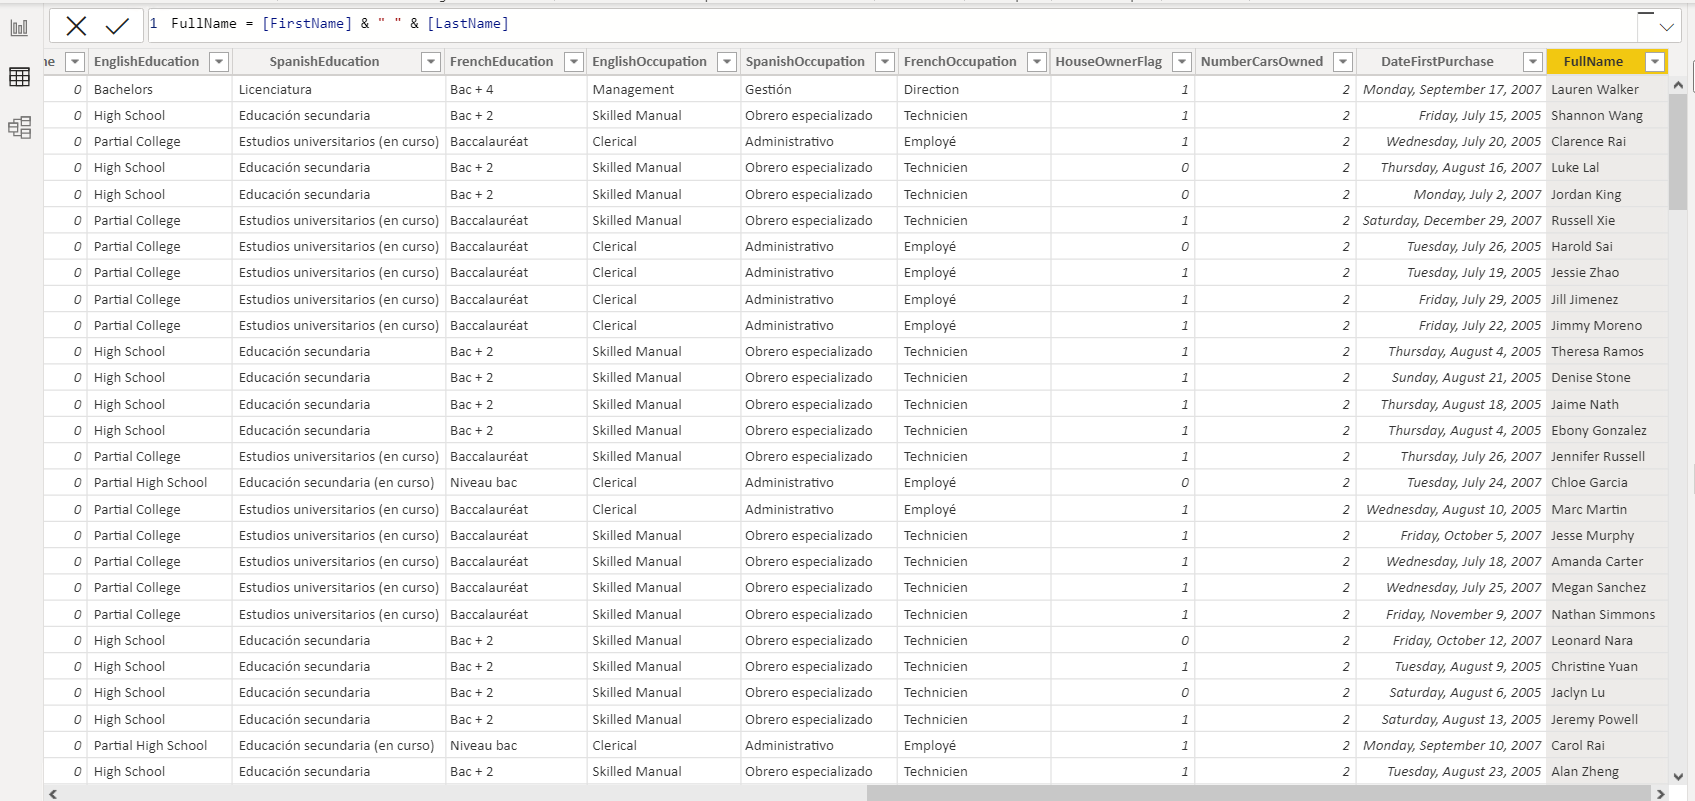 1 FullName = [FirstName] & " " & [LastName]
ne EnglishEducation SpanishEducation FrenchEducation EnglishOccupation SpanishOccupation FrenchOccupation HouseOwnerFlag NumberCarsOwned DateFirstPurchase FullName
0 Bachelors Licenciatura Bac + 4 Management Gestión Direction 1 2 Monday, September 17, 2007 Lauren Walker
0 High School Educación secundaria Bac + 2 Skilled Manual Obrero especializado Technicien 1 2 Friday, July 15, 2005 Shannon Wang
0 Partial College Estudios universitarios (en curso) Baccalauréat Clerical Administrativo Employé 1 2 Wednesday, July 20, 2005 Clarence Rai
0 High School Educación secundaria Bac + 2 Skilled Manual Obrero especializado Technicien 0 2 Thursday, August 16, 2007 Luke Lal
0 High School Educación secundaria Bac + 2 Skilled Manual Obrero especializado Technicien 0 2 Monday, July 2, 2007 Jordan King
0 Partial College Estudios universitarios (en curso) Baccalauréat Skilled Manual Obrero especializado Technicien 1 2 Saturday, December 29, 2007 Russell Xie
0 Partial College Estudios universitarios (en curso) Baccalauréat Clerical Administrativo Employé 0 2 Tuesday, July 26, 2005 Harold Sai
0 Partial College Estudios universitarios (en curso) Baccalauréat Clerical Administrativo Employé 1 2 Tuesday, July 19, 2005 Jessie Zhao
0 Partial College Estudios universitarios (en curso) Baccalauréat Clerical Administrativo Employé 1 2 Friday, July 29, 2005 Jill Jimenez
0 Partial College Estudios universitarios (en curso) Baccalauréat Clerical Administrativo Employé 1 2 Friday, July 22, 2005 Jimmy Moreno
0 High School Educación secundaria Bac + 2 Skilled Manual Obrero especializado Technicien 1 2 Thursday, August 4, 2005 Theresa Ramos
0 High School Educación secundaria Bac + 2 Skilled Manual Obrero especializado Technicien 1 2 Sunday, August 21, 2005 Denise Stone
0 High School Educación secundaria Bac + 2 Skilled Manual Obrero especializado Technicien 1 2 Thursday, August 18, 2005 Jaime Nath
0 High School Educación secundaria Bac + 2 Skilled Manual Obrero especializado Technicien 1 2 Thursday, August 4, 2005 Ebony Gonzalez
0 Partial College Estudios universitarios (en curso) Baccalauréat Skilled Manual Obrero especializado Technicien 1 2 Thursday, July 26, 2007 Jennifer Russell
0 Partial High School Educación secundaria (en curso) Niveau bac Clerical Administrativo Employé 0 2 Tuesday, July 24, 2007 Chloe Garcia
0 Partial College Estudios universitarios (en curso) Baccalauréat Clerical Administrativo Employé 1 2 Wednesday, August 10, 2005 Marc Martin
0 Partial College Estudios universitarios (en curso) Baccalauréat Skilled Manual Obrero especializado Technicien 1 2 Friday, October 5, 2007 Jesse Murphy
0 Partial College Estudios universitarios (en curso) Baccalauréat Skilled Manual Obrero especializado Technicien 1 2 Wednesday, July 18, 2007 Amanda Carter
0 Partial College Estudios universitarios (en curso) Baccalauréat Skilled Manual Obrero especializado Technicien 1 2 Wednesday, July 25, 2007 Megan Sanchez
0 Partial College Estudios universitarios (en curso) Baccalauréat Skilled Manual Obrero especializado Technicien 1 2 Friday, November 9, 2007 Nathan Simmons
0 High School Educación secundaria Bac + 2 Skilled Manual Obrero especializado Technicien 0 2 Friday, October 12, 2007 Leonard Nara
0 High School Educación secundaria Bac + 2 Skilled Manual Obrero especializado Technicien 1 2 Tuesday, August 9, 2005 Christine Yuan
0 High School Educación secundaria Bac + 2 Skilled Manual Obrero especializado Technicien 0 2 Saturday, August 6, 2005 Jaclyn Lu
0 High School Educación secundaria Bac + 2 Skilled Manual Obrero especializado Technicien 1 2 Saturday, August 13, 2005 Jeremy Powell
0 Partial High School Educación secundaria (en curso) Niveau bac Clerical Administrativo Employé 1 2 Monday, September 10, 2007 Carol Rai
0 High School Educación secundaria Bac + 2 Skilled Manual Obrero especializado Technicien 1 2 Tuesday, August 23, 2005 Alan Zheng